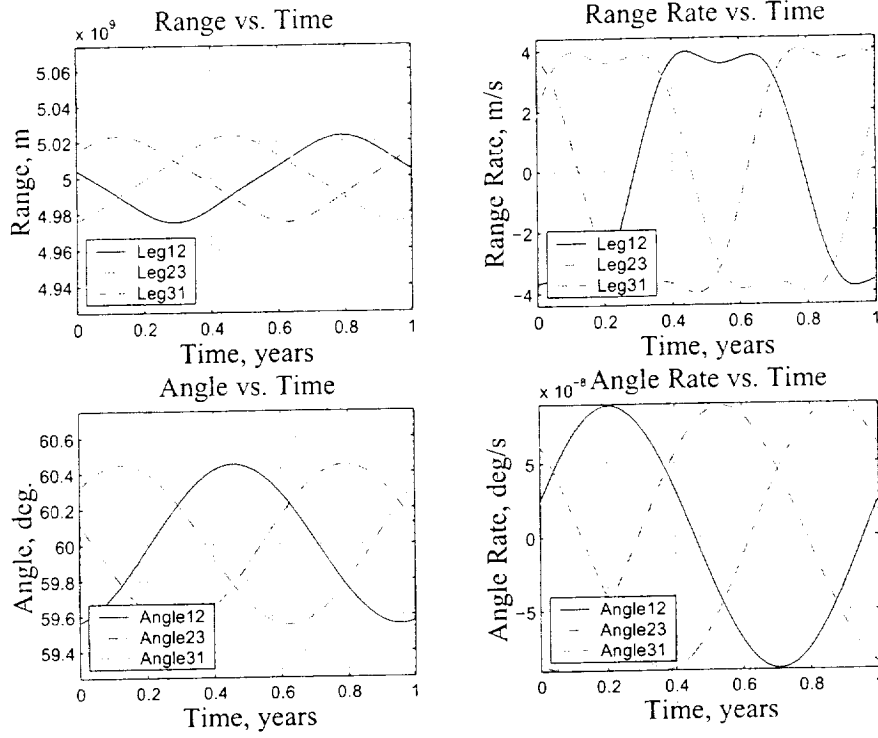 Range vs. Time
x 10⁹
5.06
5.04
5.02
5
4.98
4.96
4.94
Range, m
Leg12
Leg23
Leg31
0 0.2 0.4 0.6 0.8 1
Time, years
Range Rate vs. Time
4
2
0
-2
-4
Range Rate, m/s
Leg12
Leg23
Leg31
0 0.2 0.4 0.6 0.8 1
Time, years
Angle vs. Time
60.6
60.4
60.2
60
59.8
59.6
59.4
Angle, deg.
Angle12
Angle23
Angle31
0 0.2 0.4 0.6 0.8 1
Time, years
x 10⁻⁸ Angle Rate vs. Time
5
0
-5
Angle Rate, deg/s
Angle12
Angle23
Angle31
0 0.2 0.4 0.6 0.8 1
Time, years